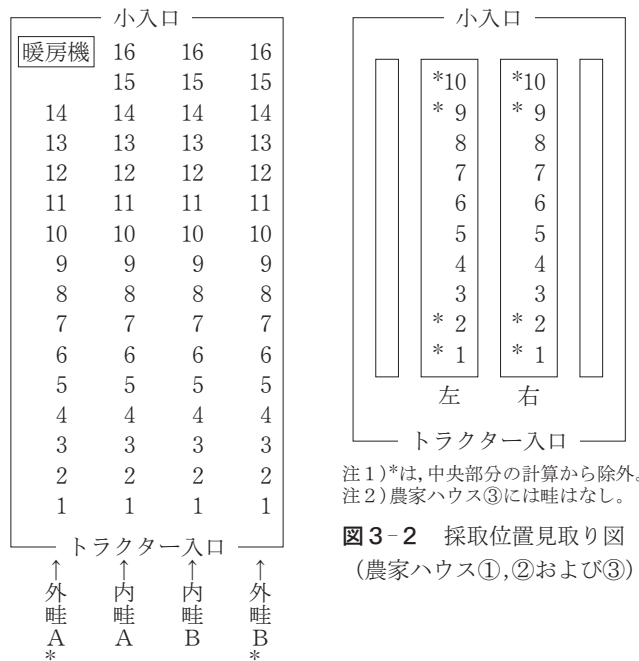 小入口
暖房機 16 16 16
15 15 15
14 14 14 14
13 13 13 13
12 12 12 12
11 11 11 11
10 10 10 10
9 9 9 9
8 8 8 8
7 7 7 7
6 6 6 6
5 5 5 5
4 4 4 4
3 3 3 3
2 2 2 2
1 1 1 1
トラクター入口
↑ ↑ ↑ ↑
外畦A*
内畦A
内畦B
外畦B*
小入口
*10 *10
* 9 * 9
8 8
7 7
6 6
5 5
4 4
3 3
* 2 * 2
* 1 * 1
左 右
トラクター入口
注1)*は,中央部分の計算から除外。
注2)農家ハウス③には畦はなし。
図3-2 採取位置見取り図
(農家ハウス①,②および③)